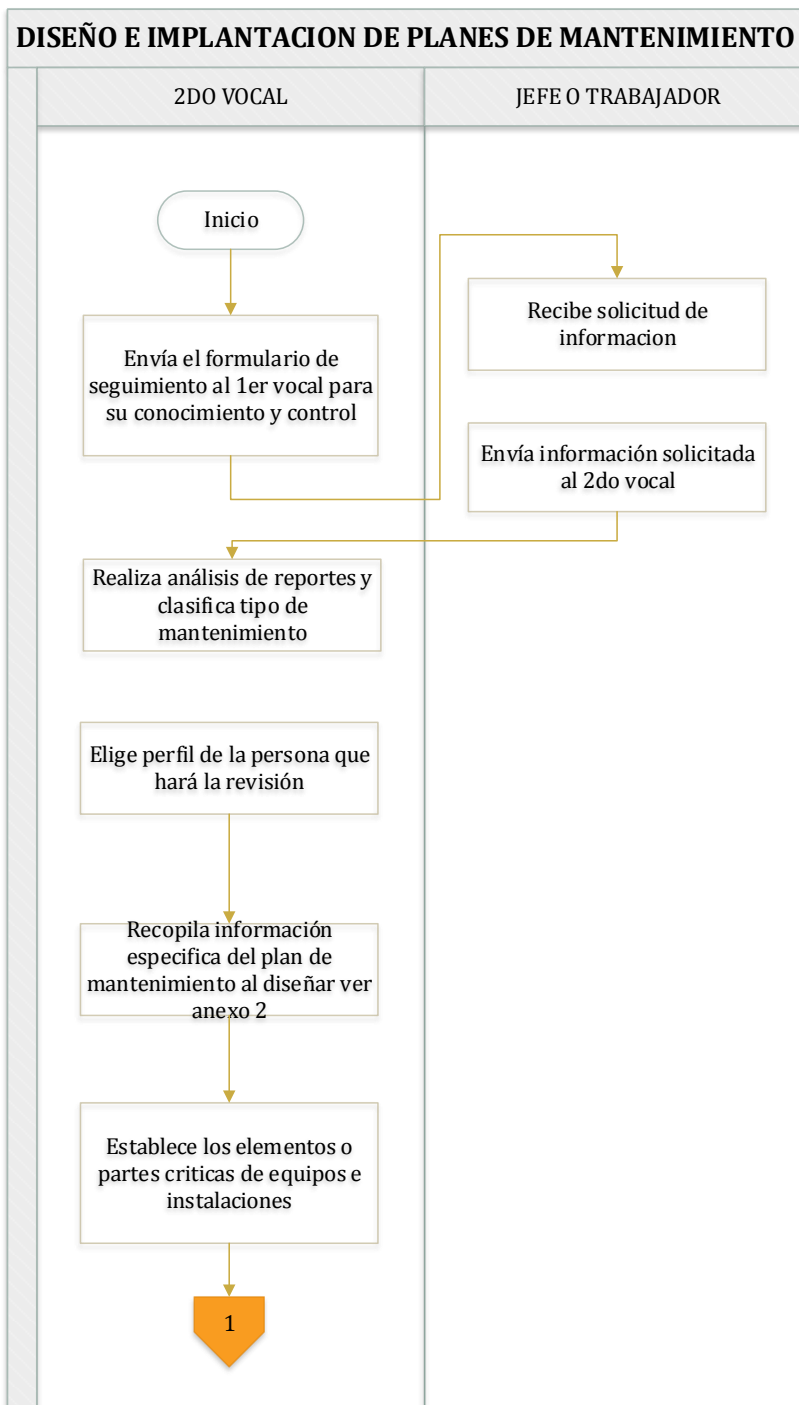 DISEÑO E IMPLANTACION DE PLANES DE MANTENIMIENTO
2DO VOCAL
JEFE O TRABAJADOR
Inicio
Envía el formulario de
seguimiento al 1er vocal para
su conocimiento y control
Recibe solicitud de
informacion
Envía información solicitada
al 2do vocal
Realiza análisis de reportes y
clasifica tipo de
mantenimiento
Elige perfil de la persona que
hará la revisión
Recopila información
especifica del plan de
mantenimiento al diseñar ver
anexo 2
Establece los elementos o
partes criticas de equipos e
instalaciones
1